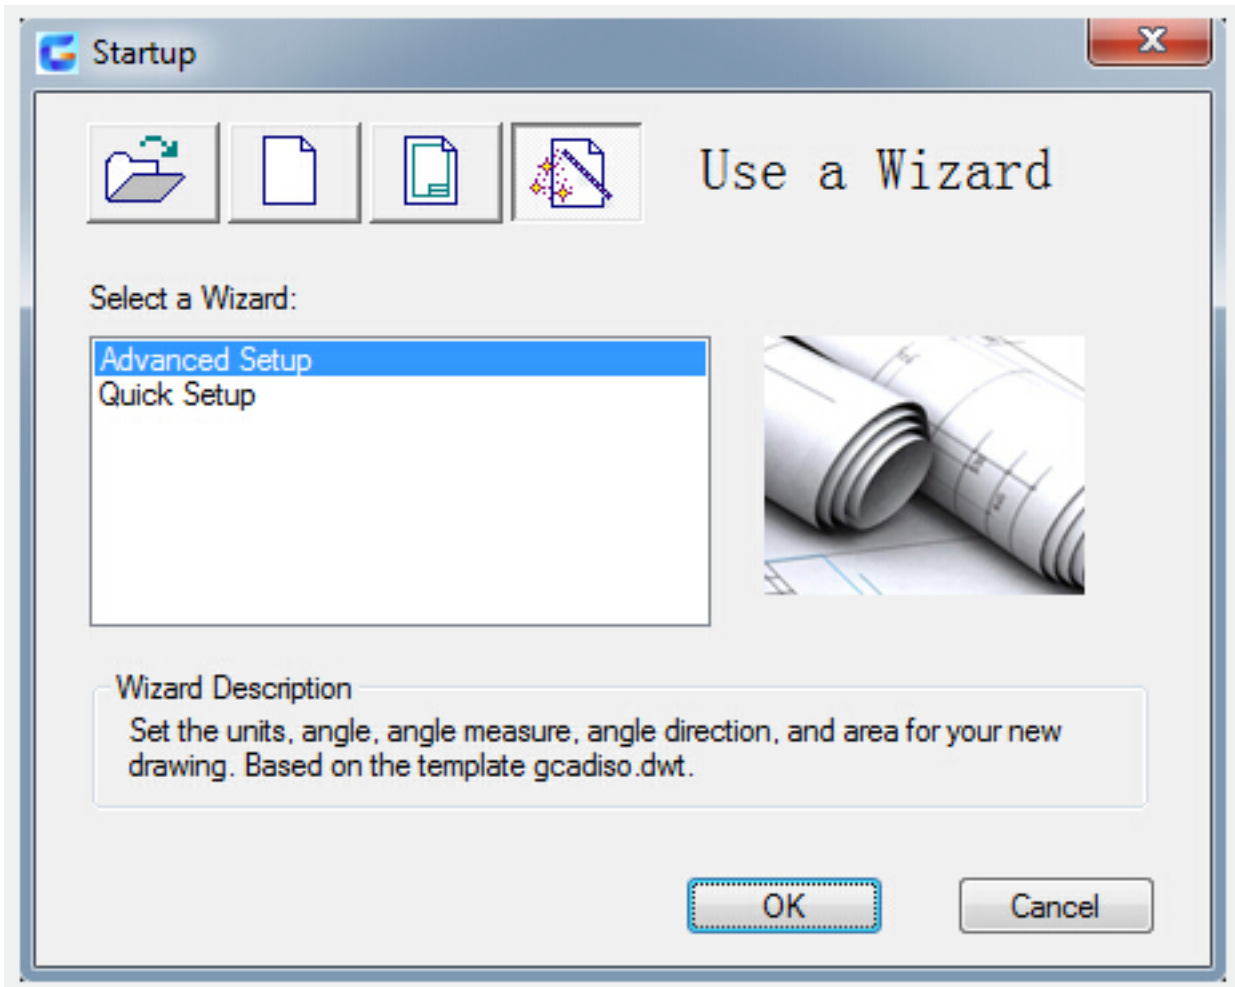 Startup
Use a Wizard
Select a Wizard:
Advanced Setup
Quick Setup
Wizard Description
Set the units, angle, angle measure, angle direction, and area for your new
drawing. Based on the template gcadiso.dwt.
OK
Cancel